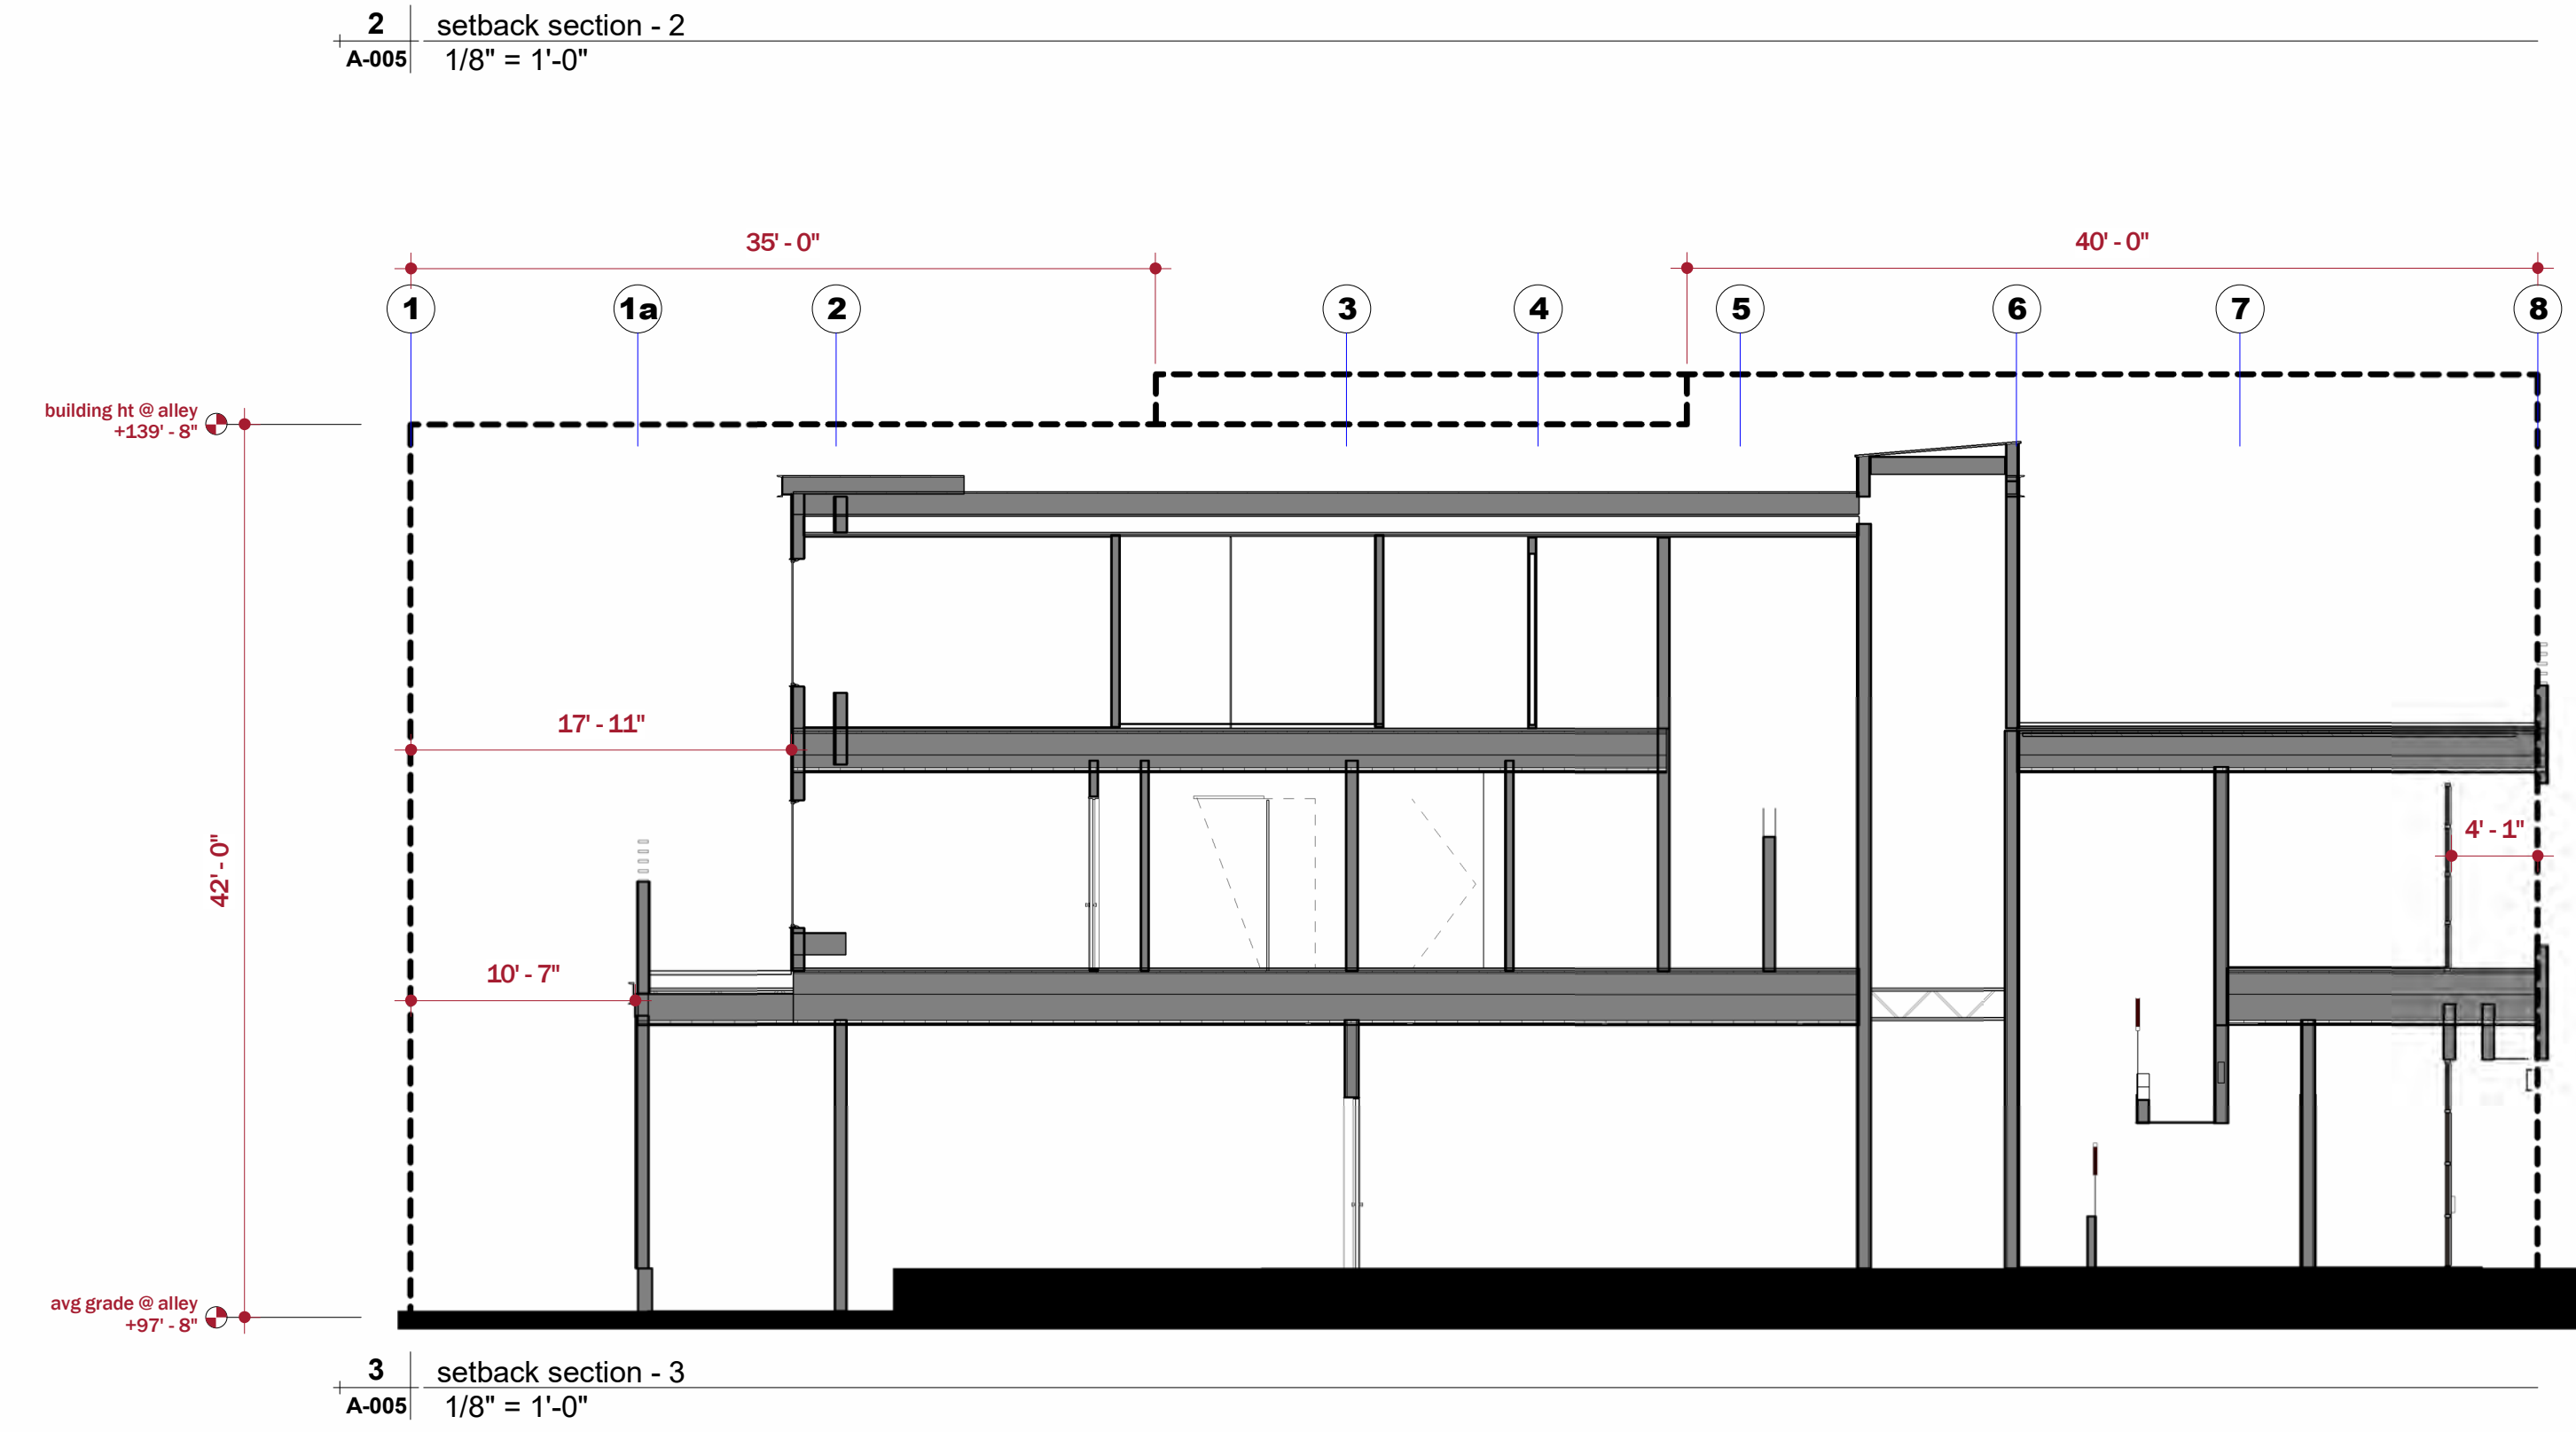 2 setback section - 2
A-005 1/8" = 1'-0"
35' - 0" 40' - 0"
1 1a 2 3 4 5 6 7 8
building ht @ alley
+139' - 8"
17' - 11"
4' - 1"
42' - 0"
10' - 7"
avg grade @ alley
+97' - 8"
3 setback section - 3
A-005 1/8" = 1'-0"